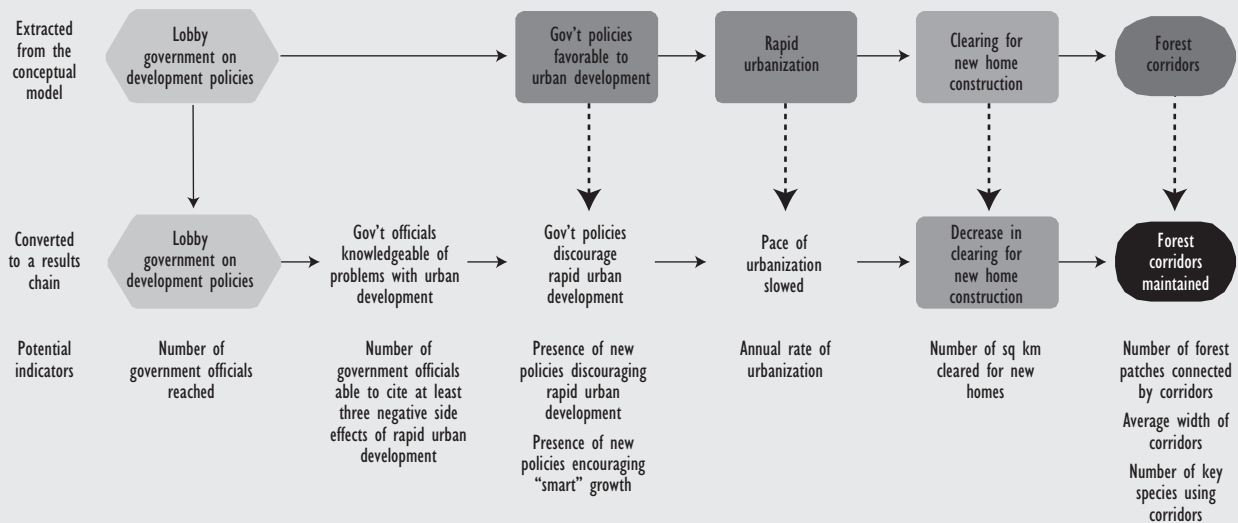 Extracted
from the
conceptual
model
Lobby
government on
development policies
Gov't policies
favorable to
urban development
Rapid
urbanization
Clearing for
new home
construction
Forest
corridors
Converted
to a results
chain
Lobby
government on
development policies
Gov't officials
knowledgeable of
problems with urban
development
Gov't policies
discourage
rapid urban
development
Pace of
urbanization
slowed
Decrease in
clearing for
new home
construction
Forest
corridors
maintained
Potential
indicators
Number of
government officials
reached
Number of
government officials
able to cite at least
three negative side
effects of rapid urban
development
Presence of new
policies discouraging
rapid urban
development
Presence of new
policies encouraging
“smart” growth
Annual rate of
urbanization
Number of sq km
cleared for new
homes
Number of forest
patches connected
by corridors
Average width of
corridors
Number of key
species using
corridors